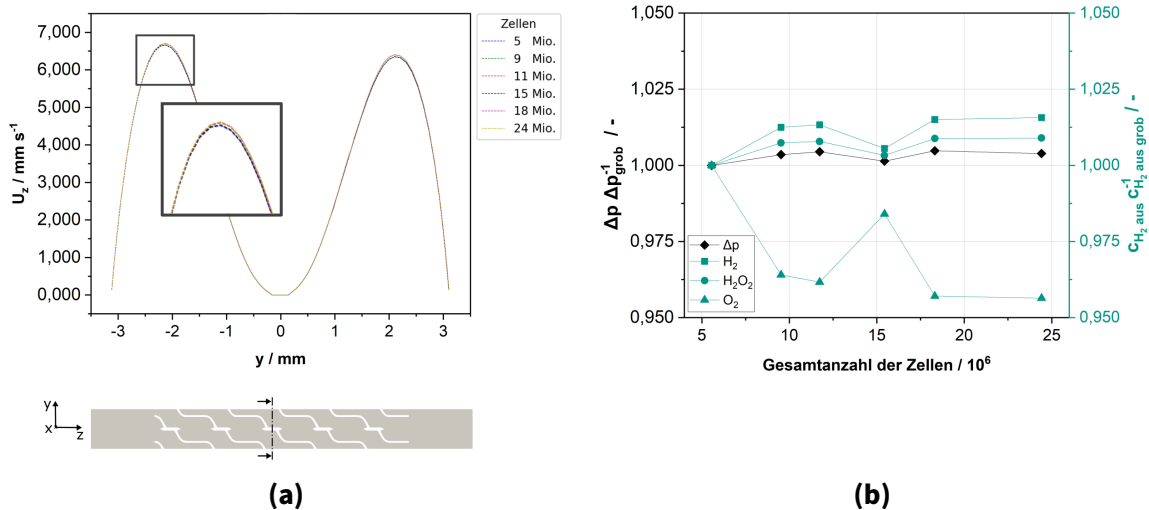 7,000
6,000
5,000
4,000
3,000
2,000
1,000
0,000
U_z / mm s⁻¹
-3 -2 -1 0 1 2 3
y / mm
Zellen
5 Mio.
9 Mio.
11 Mio.
15 Mio.
18 Mio.
24 Mio.
y
x
z
(a)
1,050
1,025
1,000
0,975
0,950
Δp Δp⁻¹_grob / -
Δp
H₂
H₂O₂
O₂
5 10 15 20 25
Gesamtanzahl der Zellen / 10⁶
1,050
1,025
1,000
0,975
0,950
c_H₂ aus c⁻¹_H₂ aus grob / -
(b)